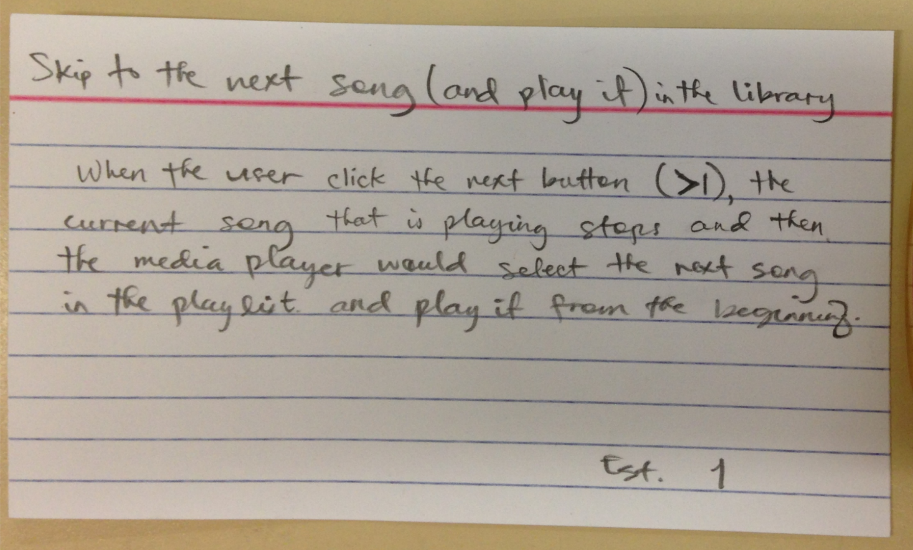 Skip to the next song (and play it) in the library
When the user click the next button (>|), the
current song that is playing stops and then
the media player would select the next song
in the playlist. and play it from the beginning.
Est. 1